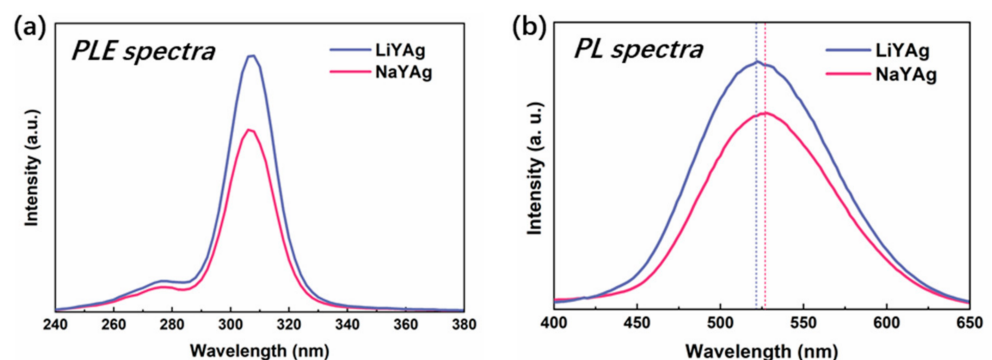 (a)
PLE spectra
LiYAg
NaYAg
Intensity (a.u.)
240 260 280 300 320 340 360 380
Wavelength (nm)
(b)
PL spectra
LiYAg
NaYAg
Intensity (a. u.)
400 450 500 550 600 650
Wavelength (nm)